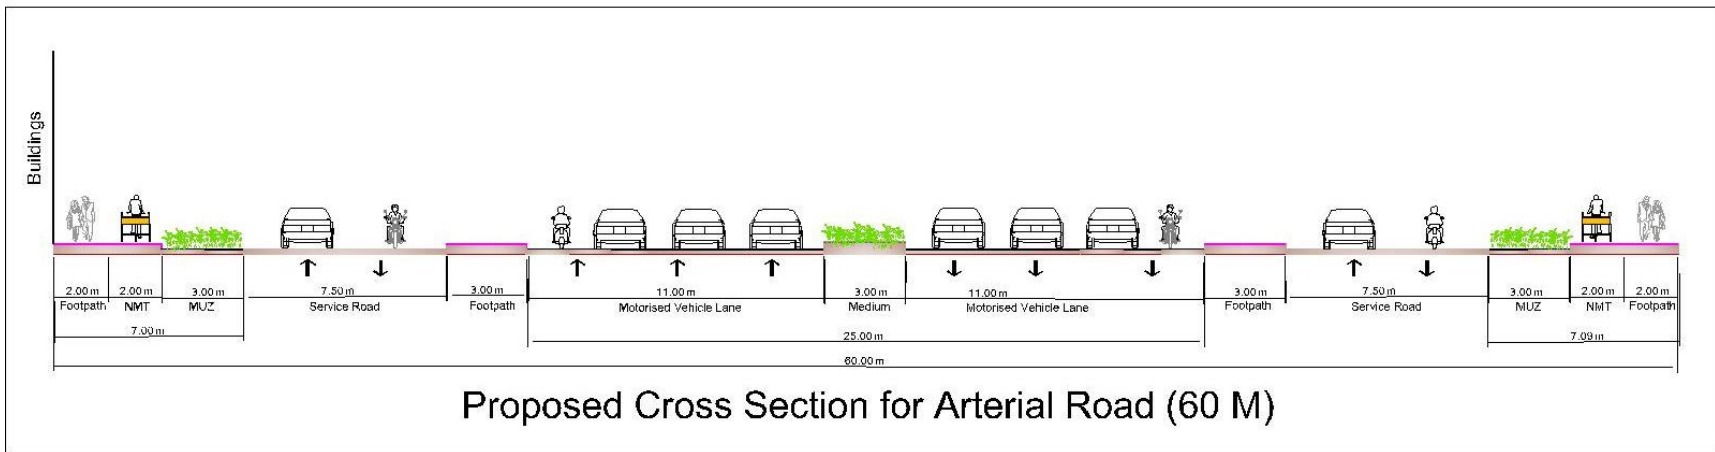 Buildings
2.00 m 2.00 m 3.00 m 7.50 m 3.00 m 11.00 m 3.00 m 11.00 m 3.00 m 7.50 m 3.00 m 2.00 m 2.00 m
Footpath NMT MUZ Service Road Footpath Motorised Vehicle Lane Medium Motorised Vehicle Lane Footpath Service Road MUZ NMT Footpath
7.00 m 25.00 m 7.09 m
60.00 m
Proposed Cross Section for Arterial Road (60 M)